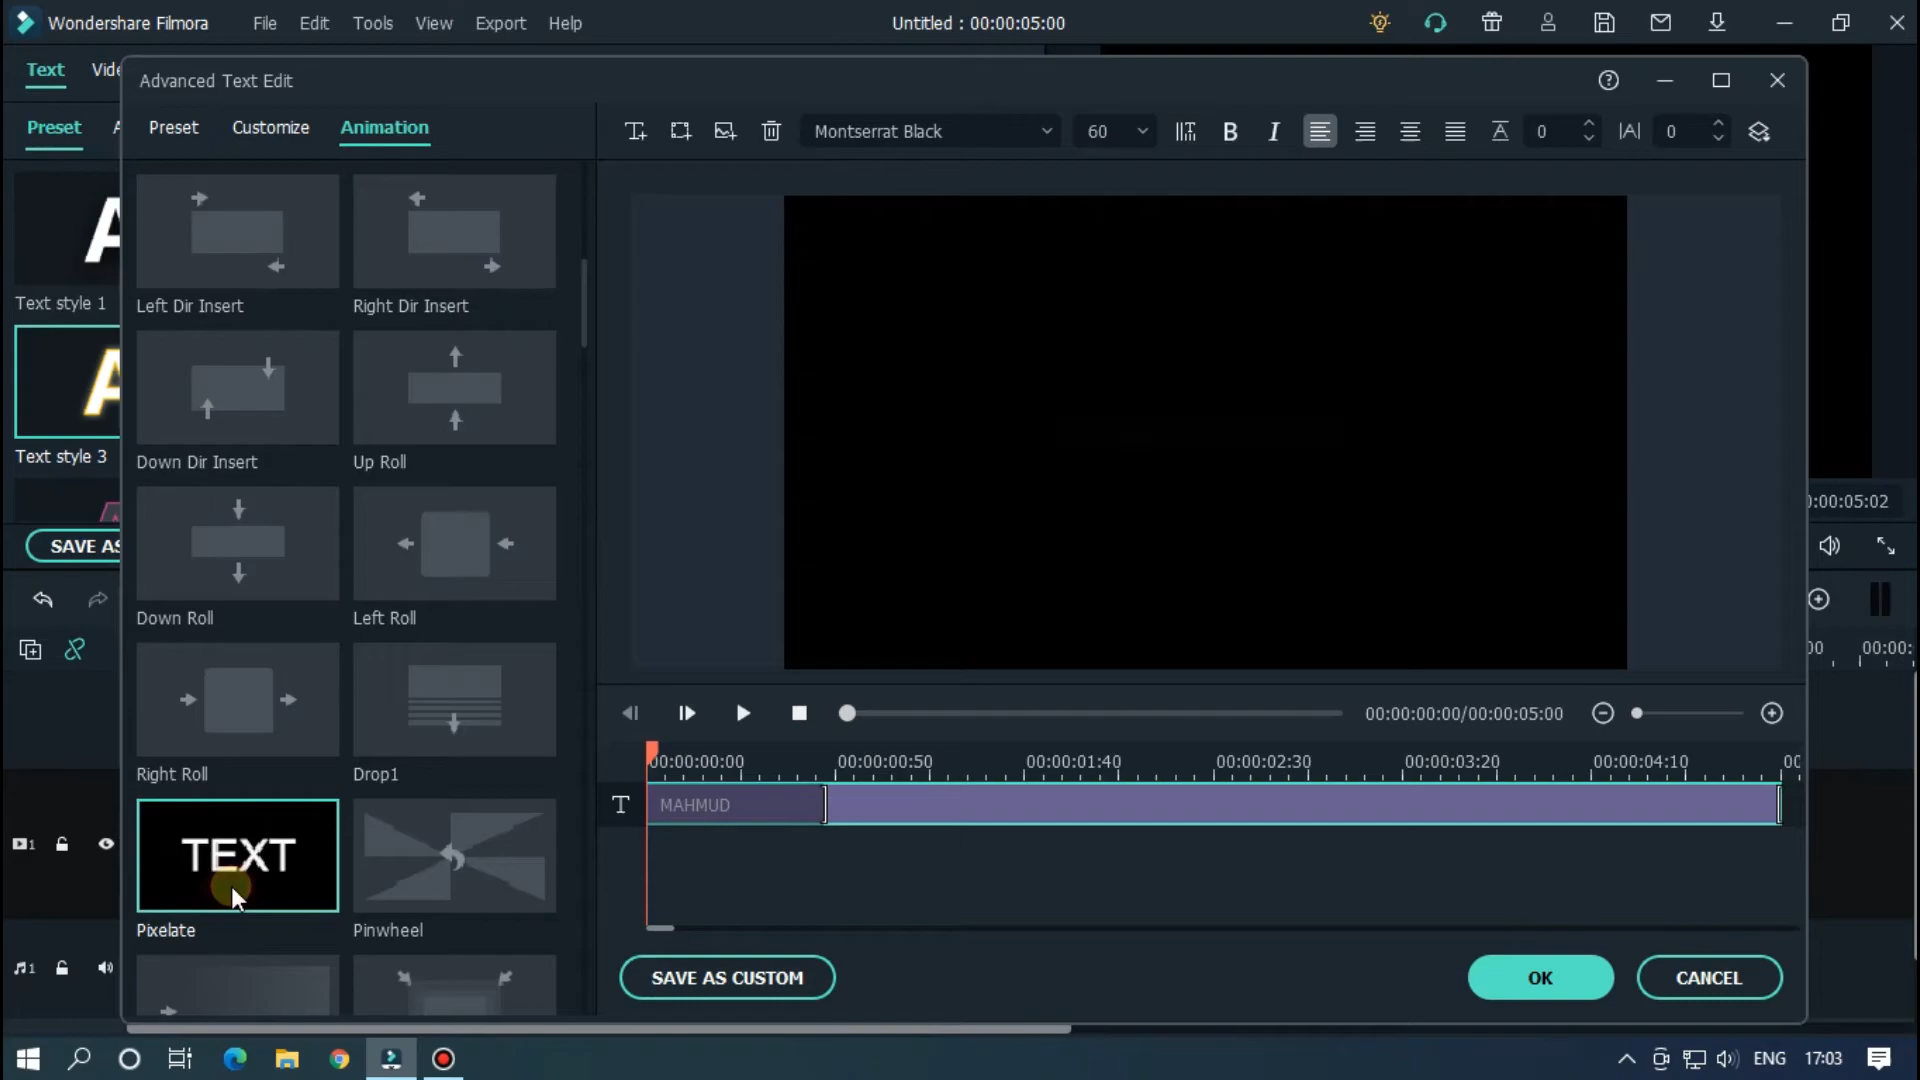 Wondershare Filmora
File Edit Tools View Export Help
Untitled : 00:00:05:00
Text
Advanced Text Edit
Preset
Preset Customize Animation
Montserrat Black 60 B I 0 0
Text style 1
Text style 3
SAVE AS
Left Dir Insert Right Dir Insert
Down Dir Insert Up Roll
Down Roll Left Roll
Right Roll Drop1
TEXT
Pixelate Pinwheel
00:00:05:02
00:00:00:00/00:00:05:00
00:00:00:00 00:00:00:50 00:00:01:40 00:00:02:30 00:00:03:20 00:00:04:10
T MAHMUD
1
1
SAVE AS CUSTOM OK CANCEL
ENG 17:03